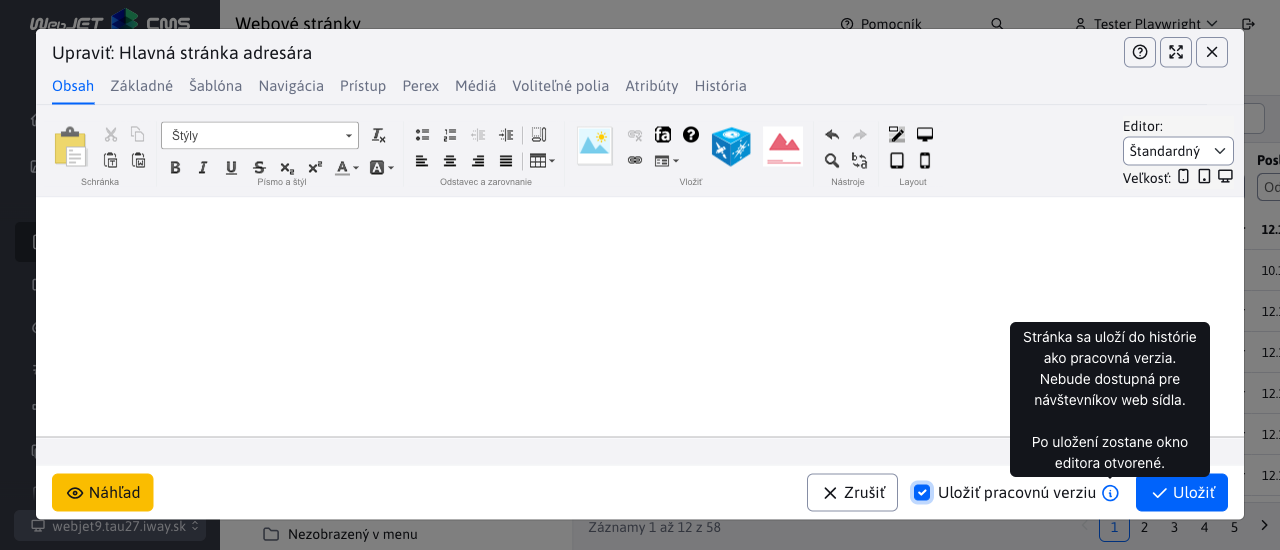 WebJET CMS
Webové stránky
Pomocník
Tester Playwright
Upraviť: Hlavná stránka adresára
Obsah Základné Šablóna Navigácia Prístup Perex Médiá Voliteľné polia Atribúty História
Štýly
Schránka
Písmo a štýl
Odstavec a zarovnanie
Vložiť
Nástroje
Layout
Editor:
Štandardný
Veľkosť:
12.
10.
12.
12.
12.
12.
12.
Stránka sa uloží do histórie
ako pracovná verzia.
Nebude dostupná pre
návštevníkov web sídla.
Po uložení zostane okno
editora otvorené.
Náhľad
Zrušiť
Uložiť pracovnú verziu
Uložiť
webjet9.tau27.iway.sk
Nezobrazený v menu
Záznamy 1 až 12 z 58
1 2 3 4 5